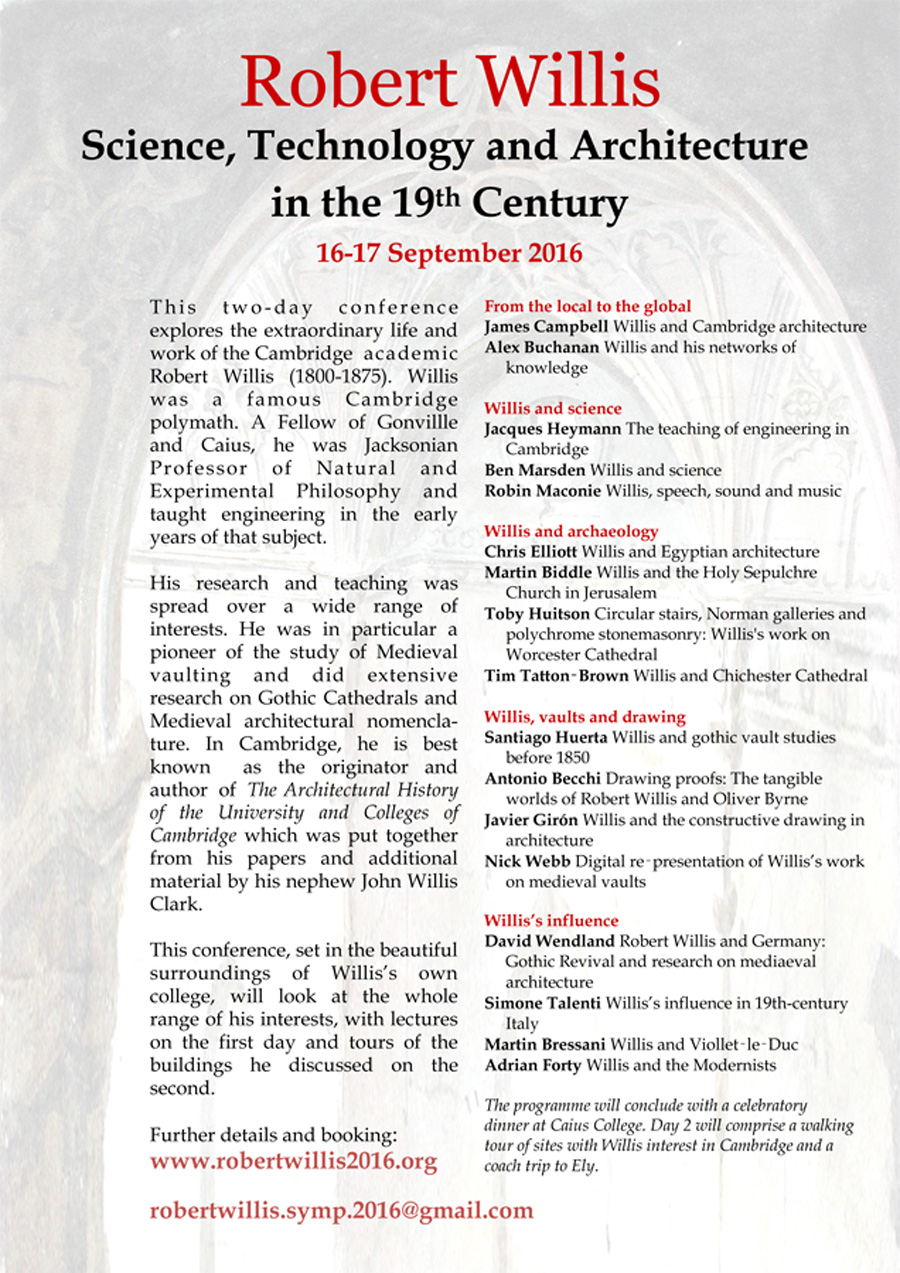 Robert Willis
Science, Technology and Architecture
in the 19th Century
16-17 September 2016
This two-day conference
explores the extraordinary life and
work of the Cambridge academic
Robert Willis (1800-1875). Willis
was a famous Cambridge
polymath. A Fellow of Gonvillle
and Caius, he was Jacksonian
Professor of Natural and
Experimental Philosophy and
taught engineering in the early
years of that subject.
His research and teaching was
spread over a wide range of
interests. He was in particular a
pioneer of the study of Medieval
vaulting and did extensive
research on Gothic Cathedrals and
Medieval architectural nomencla-
ture. In Cambridge, he is best
known as the originator and
author of The Architectural History
of the University and Colleges of
Cambridge which was put together
from his papers and additional
material by his nephew John Willis
Clark.
This conference, set in the beautiful
surroundings of Willis’s own
college, will look at the whole
range of his interests, with lectures
on the first day and tours of the
buildings he discussed on the
second.
Further details and booking:
www.robertwillis2016.org
robertwillis.symp.2016@gmail.com
From the local to the global
James Campbell Willis and Cambridge architecture
Alex Buchanan Willis and his networks of
knowledge
Willis and science
Jacques Heymann The teaching of engineering in
Cambridge
Ben Marsden Willis and science
Robin Maconie Willis, speech, sound and music
Willis and archaeology
Chris Elliott Willis and Egyptian architecture
Martin Biddle Willis and the Holy Sepulchre
Church in Jerusalem
Toby Huitson Circular stairs, Norman galleries and
polychrome stonemasonry: Willis's work on
Worcester Cathedral
Tim Tatton-Brown Willis and Chichester Cathedral
Willis, vaults and drawing
Santiago Huerta Willis and gothic vault studies
before 1850
Antonio Becchi Drawing proofs: The tangible
worlds of Robert Willis and Oliver Byrne
Javier Girón Willis and the constructive drawing in
architecture
Nick Webb Digital re-presentation of Willis’s work
on medieval vaults
Willis’s influence
David Wendland Robert Willis and Germany:
Gothic Revival and research on mediaeval
architecture
Simone Talenti Willis’s influence in 19th-century
Italy
Martin Bressani Willis and Viollet-le-Duc
Adrian Forty Willis and the Modernists
The programme will conclude with a celebratory
dinner at Caius College. Day 2 will comprise a walking
tour of sites with Willis interest in Cambridge and a
coach trip to Ely.